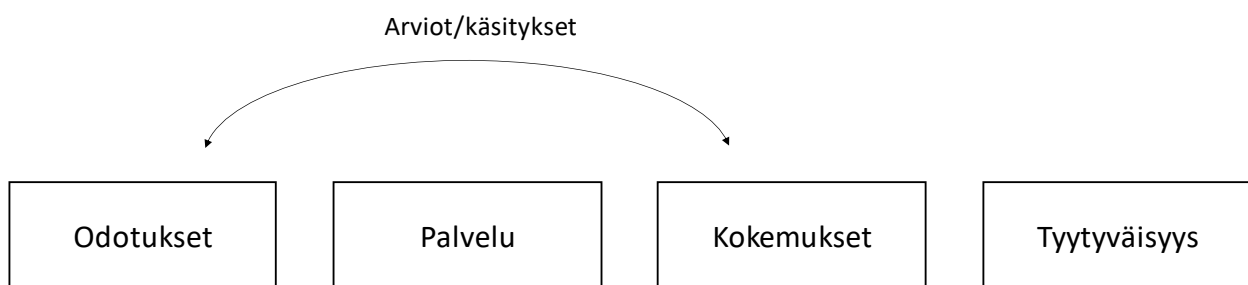 Arviot/käsitykset
Odotukset
Palvelu
Kokemukset
Tyytyväisyys